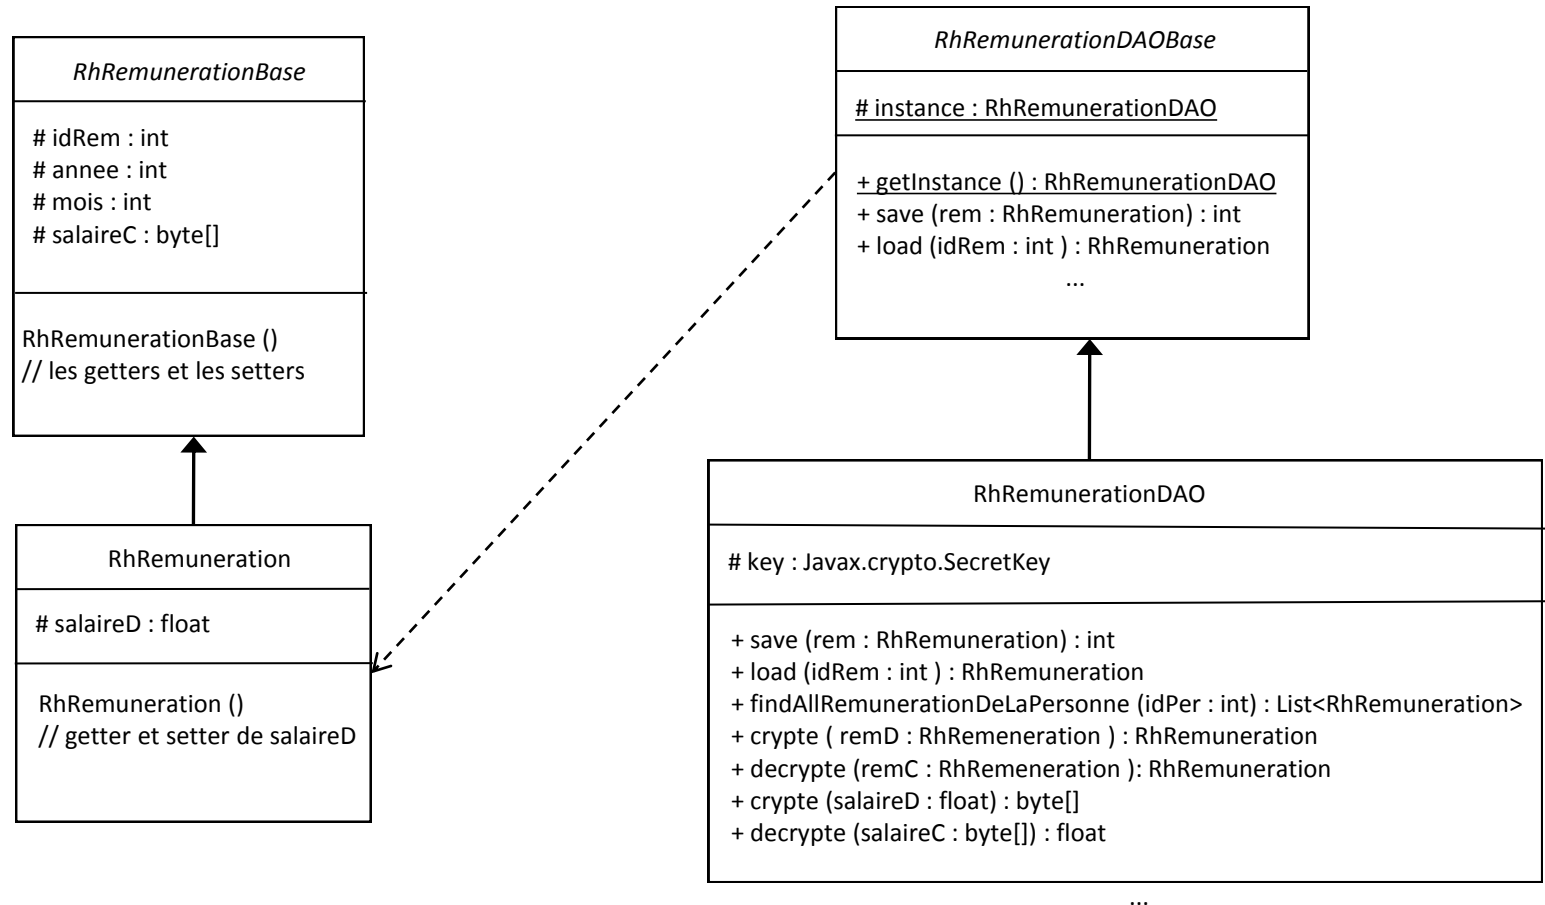 RhRemunerationBase
# idRem : int
# annee : int
# mois : int
# salaireC : byte[]
RhRemunerationBase ()
// les getters et les setters
RhRemuneration
# salaireD : float
RhRemuneration ()
// getter et setter de salaireD
RhRemunerationDAOBase
# instance : RhRemunerationDAO
+ getInstance () : RhRemunerationDAO
+ save (rem : RhRemuneration) : int
+ load (idRem : int ) : RhRemuneration
...
RhRemunerationDAO
# key : Javax.crypto.SecretKey
+ save (rem : RhRemuneration) : int
+ load (idRem : int ) : RhRemuneration
+ findAllRemunerationDeLaPersonne (idPer : int) : List<RhRemuneration>
+ crypte ( remD : RhRemeneration ) : RhRemuneration
+ decrypte (remC : RhRemeneration ): RhRemuneration
+ crypte (salaireD : float) : byte[]
+ decrypte (salaireC : byte[]) : float
...